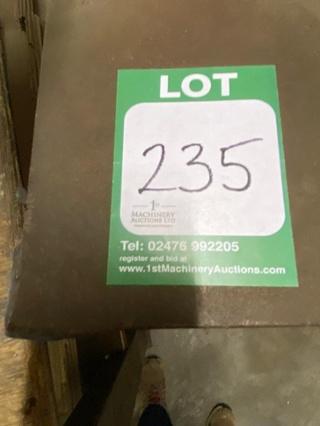 LOT
235
1st
MACHINERY
AUCTIONS LTD
Tel: 02476 992205
register and bid at
www.1stMachineryAuctions.com